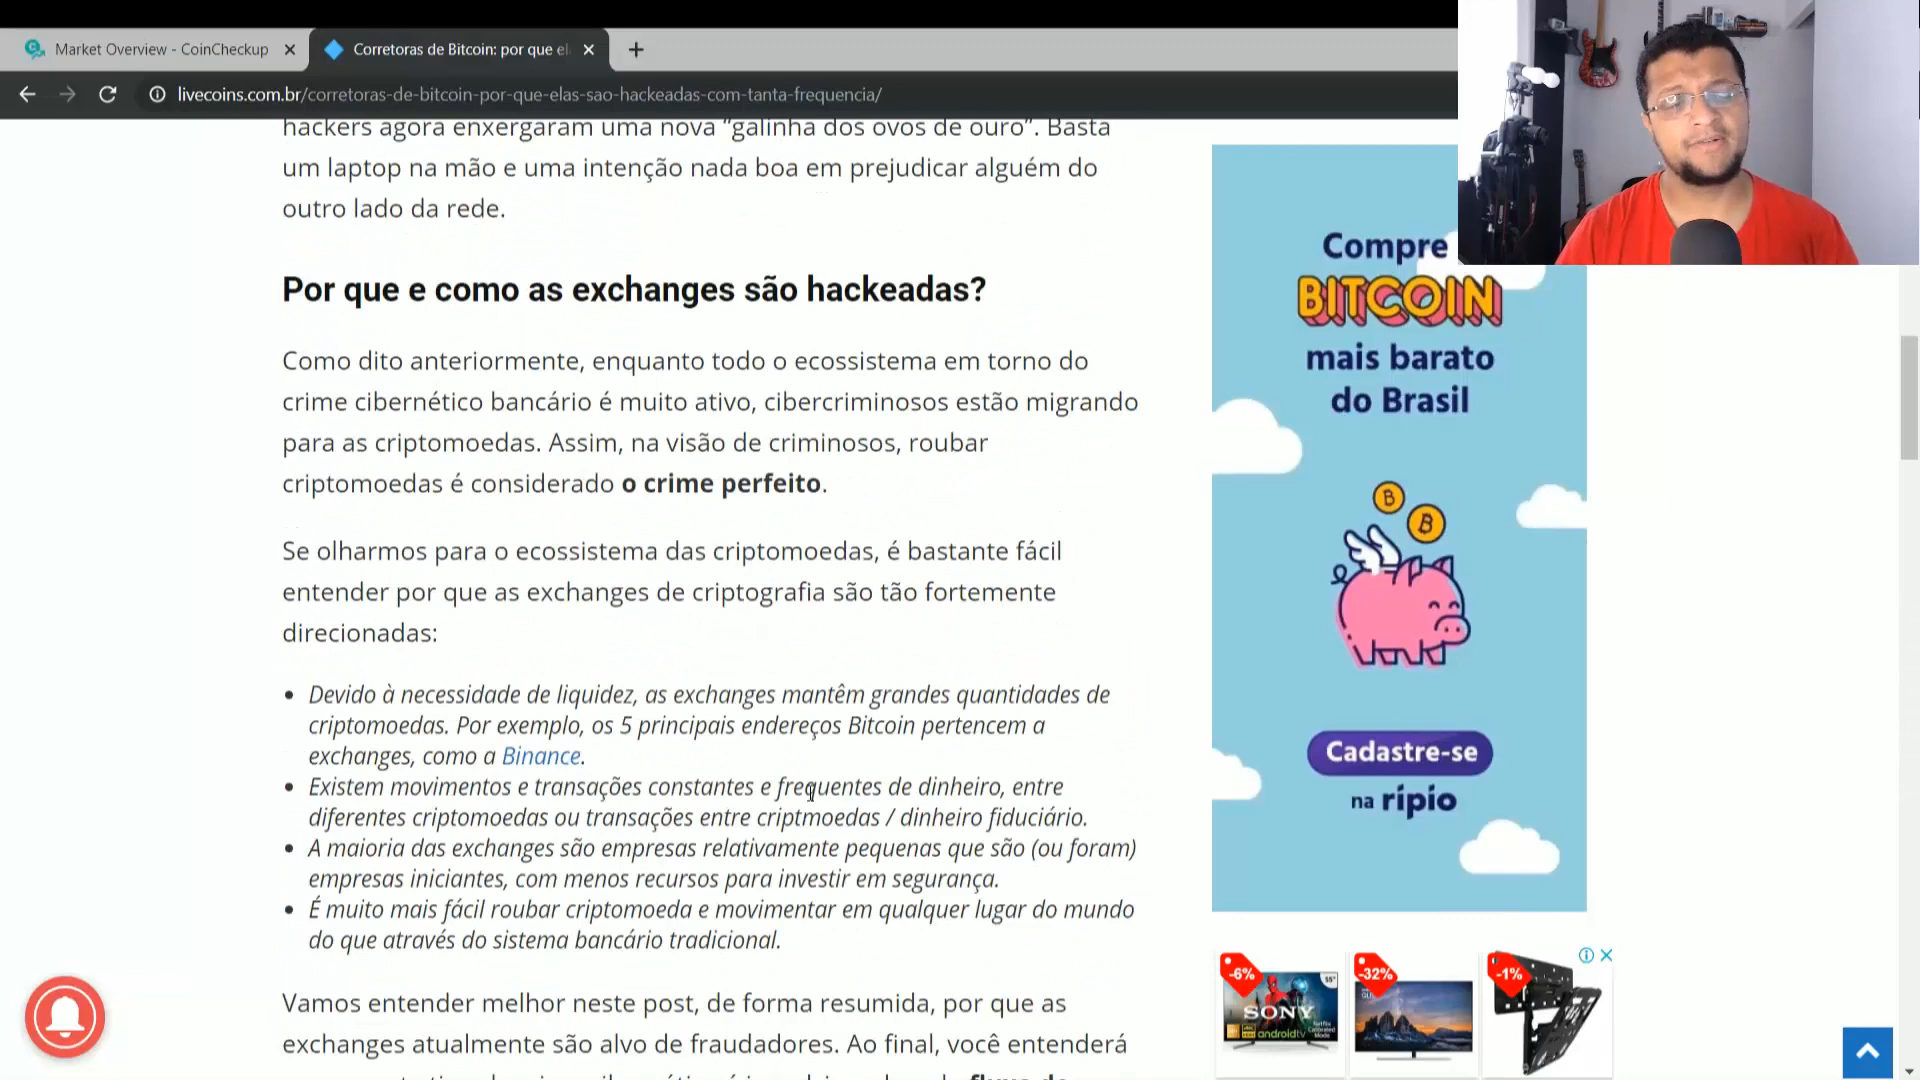 Market Overview - CoinCheckup
Corretoras de Bitcoin: por que el
livecoins.com.br/corretoras-de-bitcoin-por-que-elas-sao-hackeadas-com-tanta-frequencia/
hackers agora enxergaram uma nova “galinha dos ovos de ouro”. Basta
um laptop na mão e uma intenção nada boa em prejudicar alguém do
outro lado da rede.
Por que e como as exchanges são hackeadas?
Como dito anteriormente, enquanto todo o ecossistema em torno do
crime cibernético bancário é muito ativo, cibercriminosos estão migrando
para as criptomoedas. Assim, na visão de criminosos, roubar
criptomoedas é considerado o crime perfeito.
Se olharmos para o ecossistema das criptomoedas, é bastante fácil
entender por que as exchanges de criptografia são tão fortemente
direcionadas:
Devido à necessidade de liquidez, as exchanges mantêm grandes quantidades de
criptomoedas. Por exemplo, os 5 principais endereços Bitcoin pertencem a
exchanges, como a Binance.
Existem movimentos e transações constantes e frequentes de dinheiro, entre
diferentes criptomoedas ou transações entre criptmoedas / dinheiro fiduciário.
A maioria das exchanges são empresas relativamente pequenas que são (ou foram)
empresas iniciantes, com menos recursos para investir em segurança.
É muito mais fácil roubar criptomoeda e movimentar em qualquer lugar do mundo
do que através do sistema bancário tradicional.
Vamos entender melhor neste post, de forma resumida, por que as
exchanges atualmente são alvo de fraudadores. Ao final, você entenderá
Compre
BITCOIN
mais barato
do Brasil
Cadastre-se
na rípio
-6%
SONY
androidtv
-32%
-1%